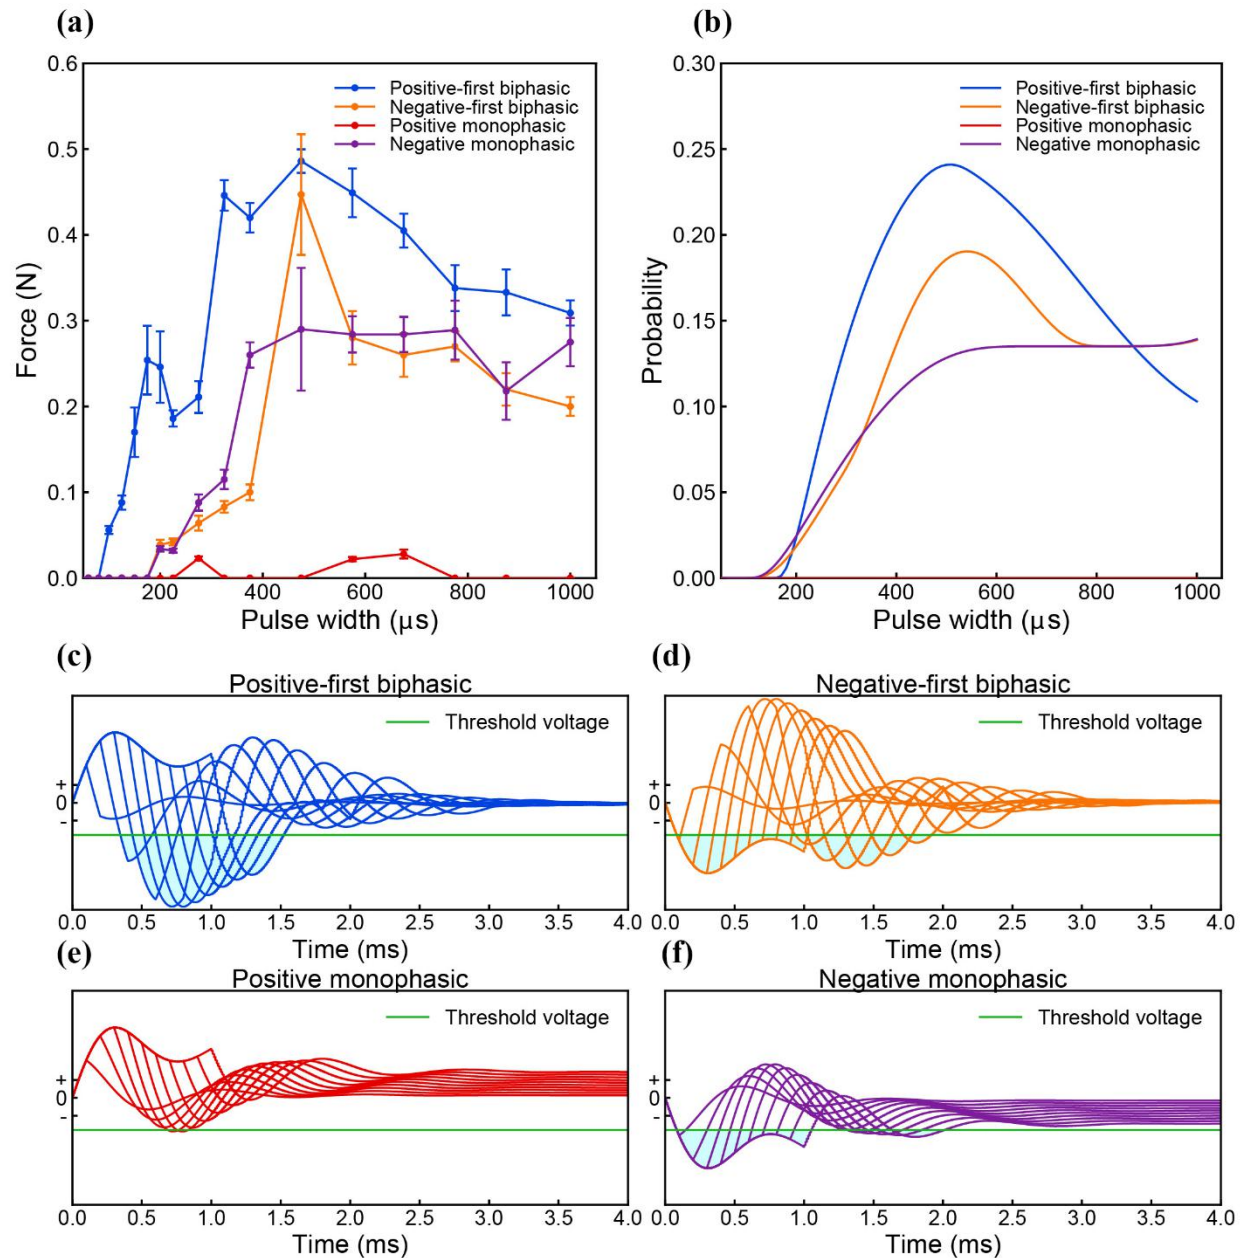 (a)
(b)
0.6
0.5
0.4
0.3
0.2
0.1
0.0
Force (N)
Positive-first biphasic
Negative-first biphasic
Positive monophasic
Negative monophasic
200
400
600
800
1000
Pulse width (μs)
0.30
0.25
0.20
0.15
0.10
0.05
0.00
Probability
Positive-first biphasic
Negative-first biphasic
Positive monophasic
Negative monophasic
200
400
600
800
1000
Pulse width (μs)
(c)
Positive-first biphasic
Threshold voltage
+
0
-
0.0 0.5 1.0 1.5 2.0 2.5 3.0 3.5 4.0
Time (ms)
(d)
Negative-first biphasic
Threshold voltage
+
0
-
0.0 0.5 1.0 1.5 2.0 2.5 3.0 3.5 4.0
Time (ms)
(e)
Positive monophasic
Threshold voltage
+
0
-
0.0 0.5 1.0 1.5 2.0 2.5 3.0 3.5 4.0
Time (ms)
(f)
Negative monophasic
Threshold voltage
+
0
-
0.0 0.5 1.0 1.5 2.0 2.5 3.0 3.5 4.0
Time (ms)